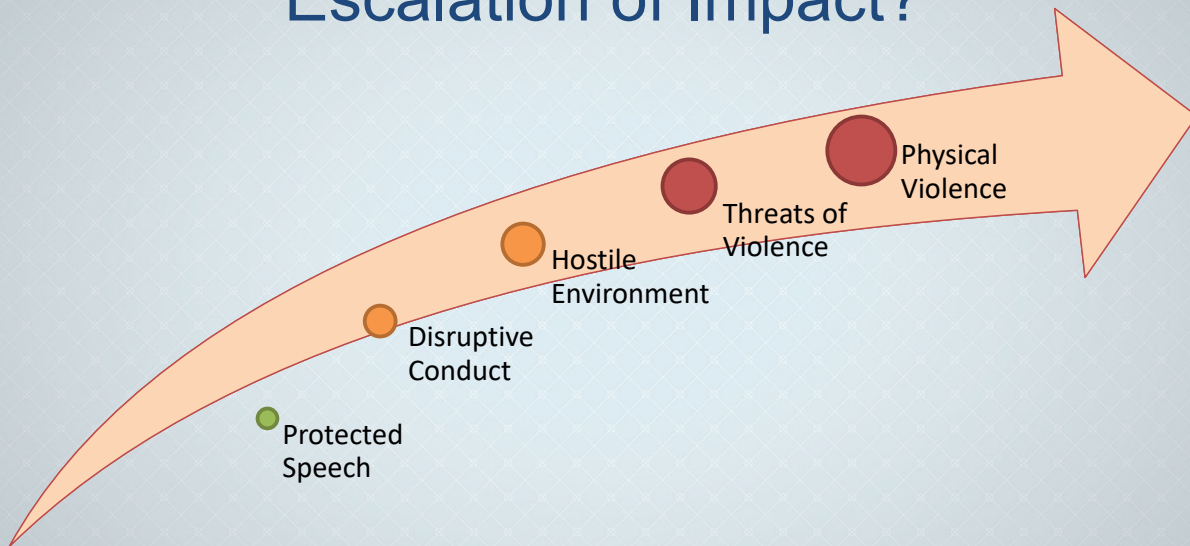 Escalation of Impact?
Physical
Violence
Threats of
Violence
Hostile
Environment
Disruptive
Conduct
Protected
Speech